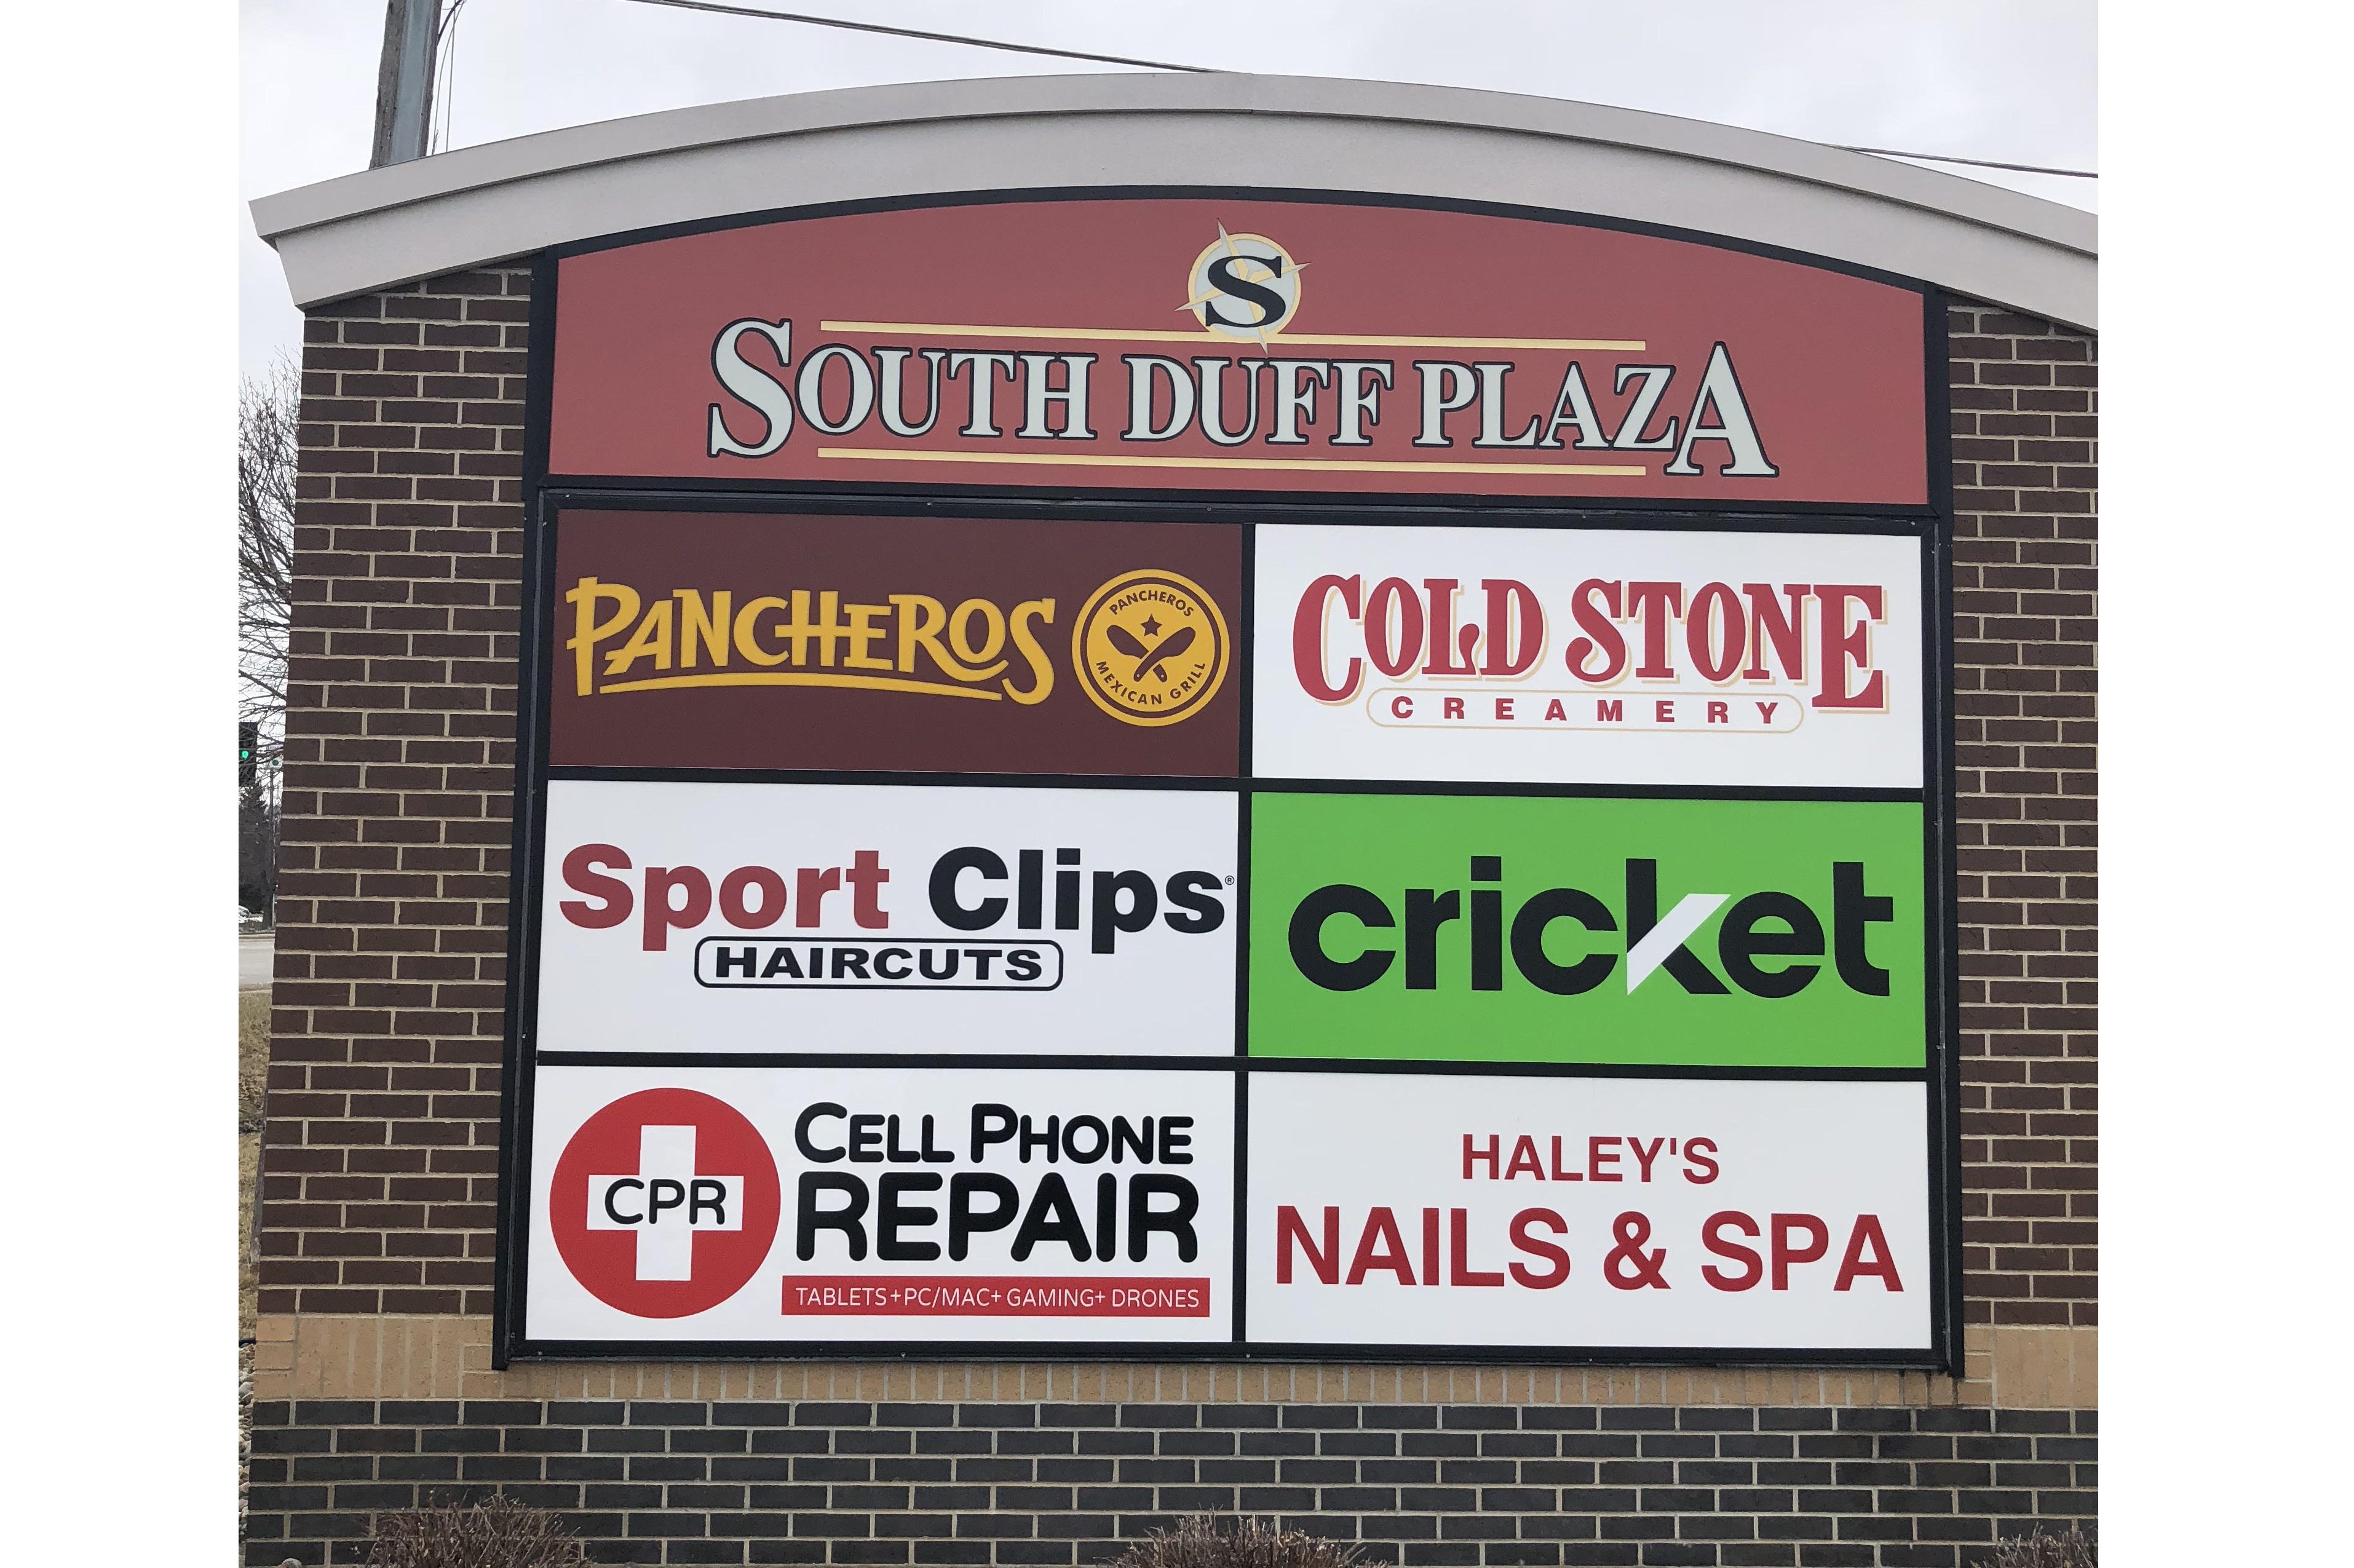 S
SOUTH DUFF PLAZA
PANCHEROS
PANCHEROS
MEXICAN GRILL
COLD STONE
CREAMERY
Sport Clips®
HAIRCUTS
cricket
CPR
CELL PHONE
REPAIR
TABLETS+PC/MAC+ GAMING+ DRONES
HALEY'S
NAILS & SPA